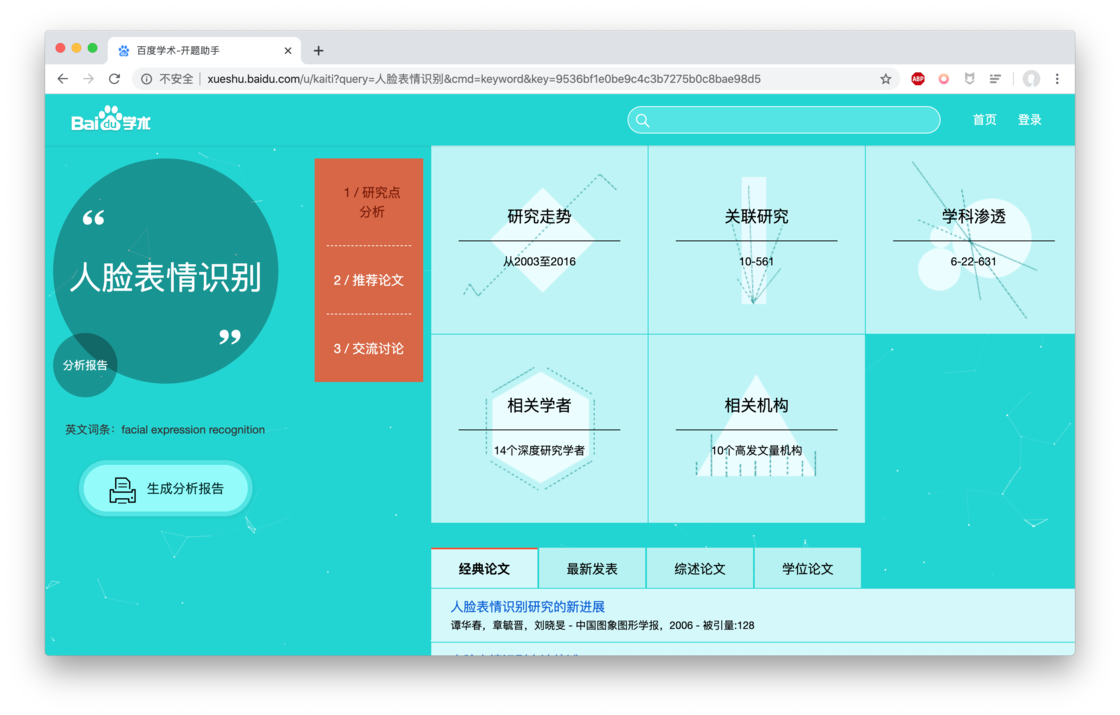 百度学术-开题助手
不安全 | xueshu.baidu.com/u/kaiti?query=人脸表情识别&cmd=keyword&key=9536bf1e0be9c4c3b7275b0c8bae98d5
ABP
Baidu学术
首页 登录
“
人脸表情识别
”
分析报告
英文词条：facial expression recognition
生成分析报告
1 / 研究点
分析
2 / 推荐论文
3 / 交流讨论
研究走势
从2003至2016
关联研究
10-561
学科渗透
6-22-631
相关学者
14个深度研究学者
相关机构
10个高发文量机构
经典论文 最新发表 综述论文 学位论文
人脸表情识别研究的新进展
谭华春，章毓晋，刘晓旻 - 中国图象图形学报，2006 - 被引量:128